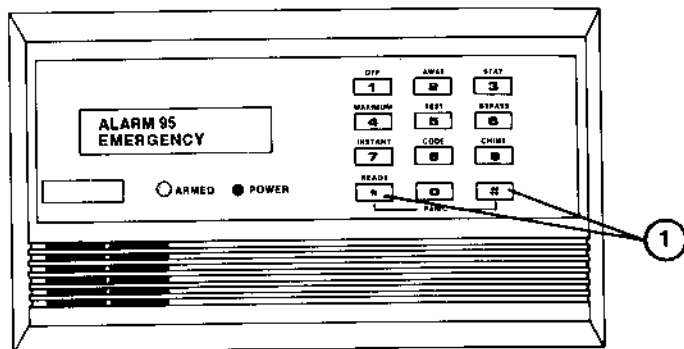 OFF AWAY STAY
1 2 3
ALARM 95
EMERGENCY
MAXIMUM TEST BYPASS
4 5 6
INSTANT CODE CHIME
7 8 9
ARMED POWER
READY
* 0 #
PANIC
1